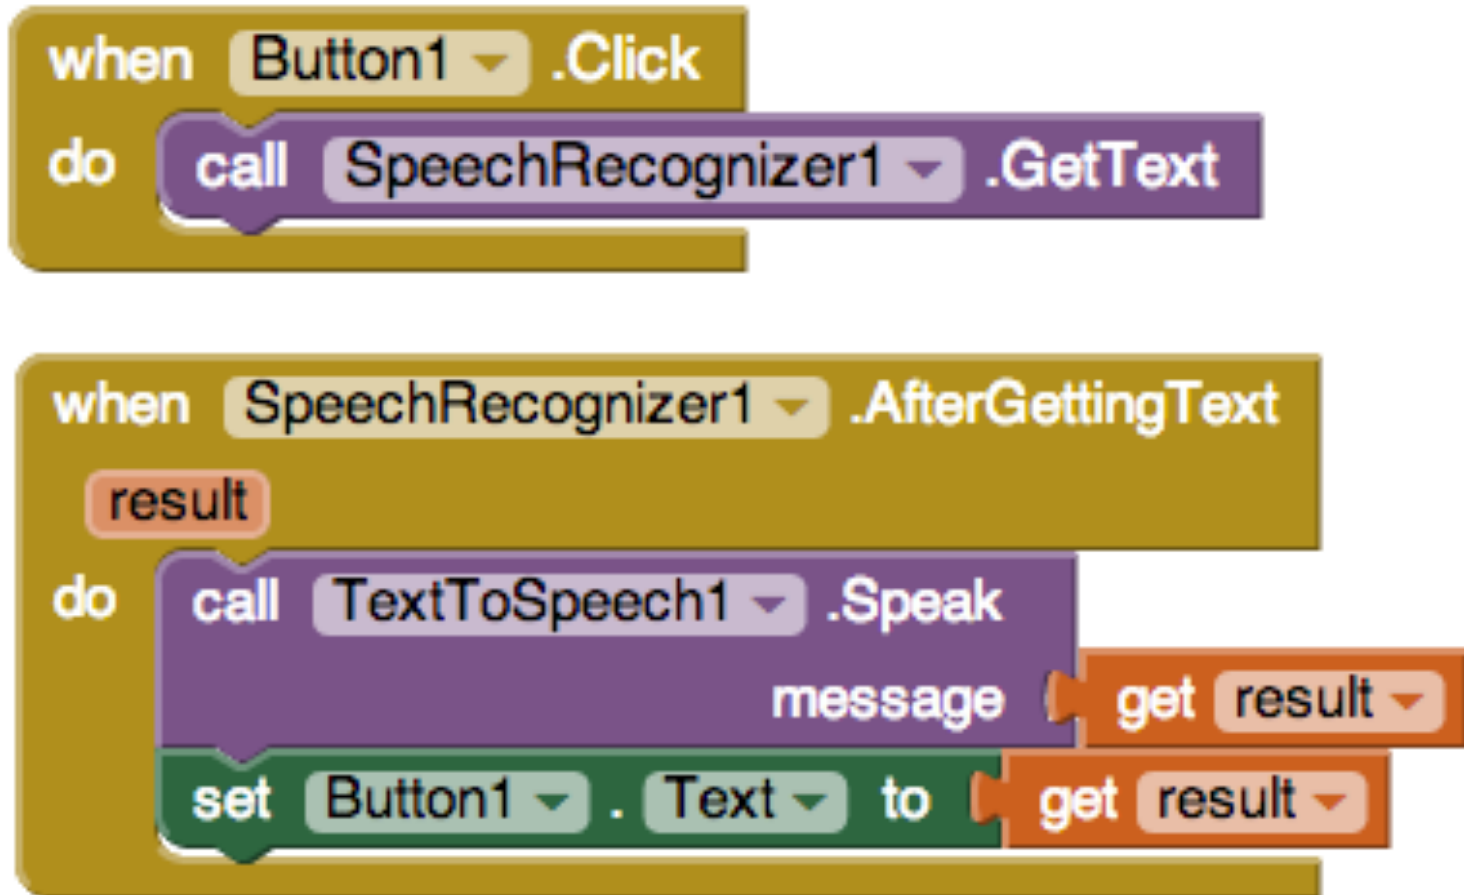 when Button1 .Click
do call SpeechRecognizer1 .GetText
when SpeechRecognizer1 .AfterGettingText
result
do call TextToSpeech1 .Speak
message get result
set Button1 . Text to get result